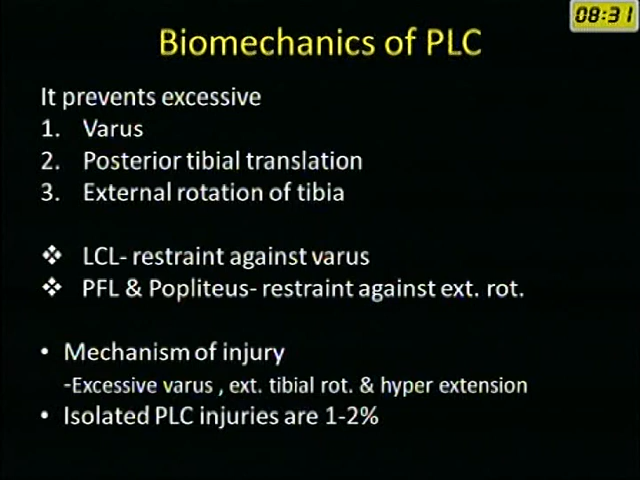 08:31
Biomechanics of PLC
It prevents excessive
1. Varus
2. Posterior tibial translation
3. External rotation of tibia
❖ LCL- restraint against varus
❖ PFL & Popliteus- restraint against ext. rot.
• Mechanism of injury
-Excessive varus , ext. tibial rot. & hyper extension
• Isolated PLC injuries are 1-2%